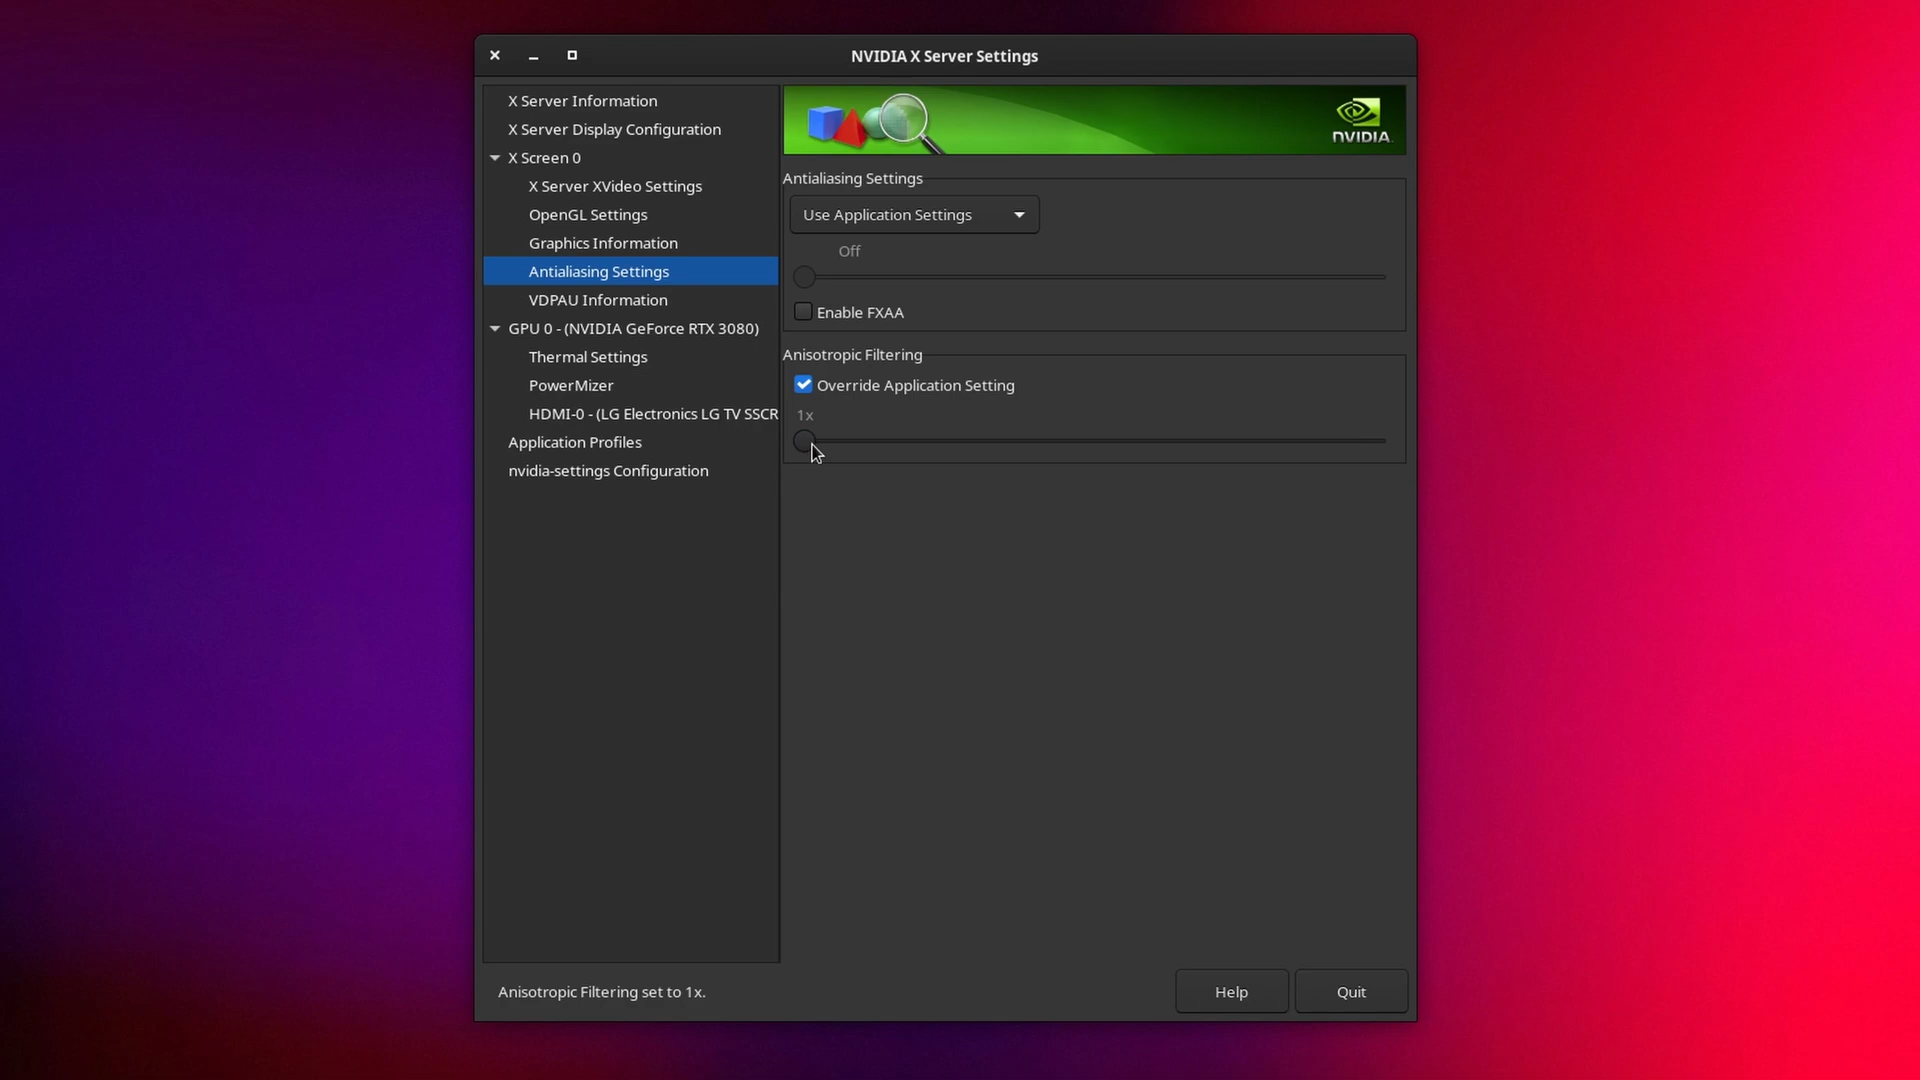 NVIDIA X Server Settings
X Server Information
X Server Display Configuration
X Screen 0
X Server XVideo Settings
OpenGL Settings
Graphics Information
Antialiasing Settings
VDPAU Information
GPU 0 - (NVIDIA GeForce RTX 3080)
Thermal Settings
PowerMizer
HDMI-0 - (LG Electronics LG TV SSCR
Application Profiles
nvidia-settings Configuration
NVIDIA.
Antialiasing Settings
Use Application Settings
Off
Enable FXAA
Anisotropic Filtering
Override Application Setting
1x
Anisotropic Filtering set to 1x.
Help
Quit